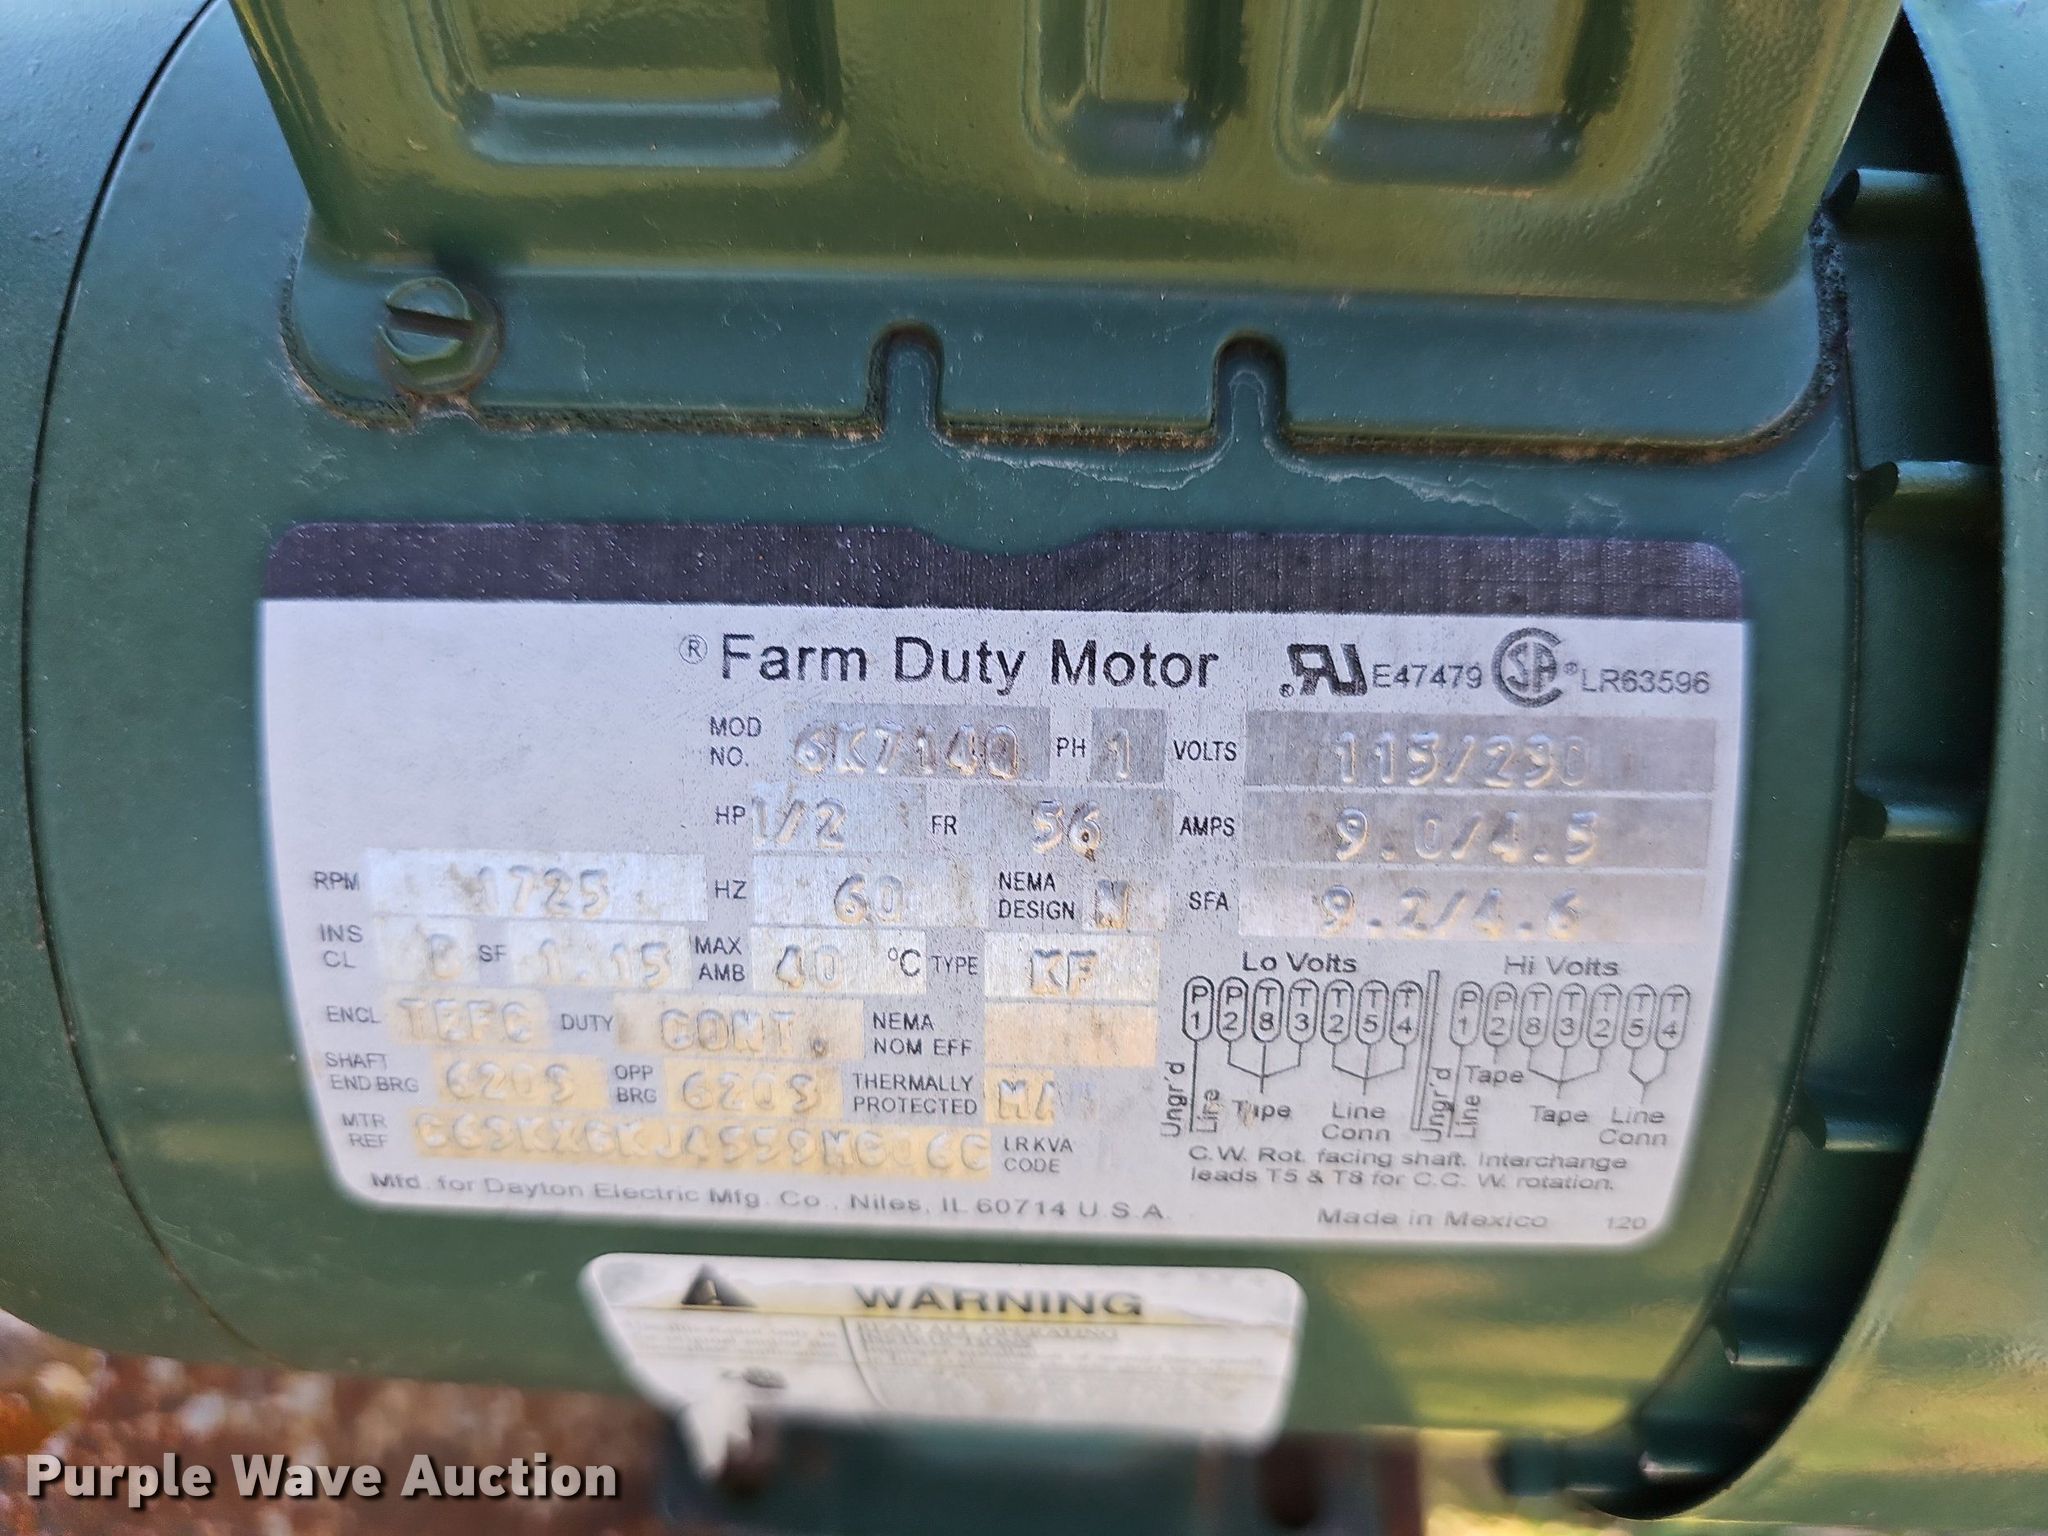 ® Farm Duty Motor ® RU E47479 SA ® LR63596
MOD NO. 6K714Q PH 1 VOLTS 115/230
HP 1/2 FR 56 AMPS 9.0/4.5
RPM 1725 HZ 60 NEMA DESIGN N SFA 9.2/4.6
INS CL SF 1.15 MAX AMB 40 °C TYPE KF
ENCL TEFC DUTY CONT. NEMA NOM EFF
SHAFT END BRG 6203 OPP BRG 6203 THERMALLY PROTECTED
MTR REF LRKVA CODE
Mfd. for Dayton Electric Mfg. Co., Niles, IL 60714 U.S.A.
Lo Volts Hi Volts
P1 P2 T8 T3 T2 T5 T4 P1 P2 T8 T3 T2 T5 T4
Ungr'd Line Tape Line Conn Ungr'd Line Tape Tape Line Conn
C.W. Rot. facing shaft. Interchange
leads T5 & T8 for C.C. W. rotation.
Made in Mexico 120
WARNING
READ ALL OPERATING
Purple Wave Auction